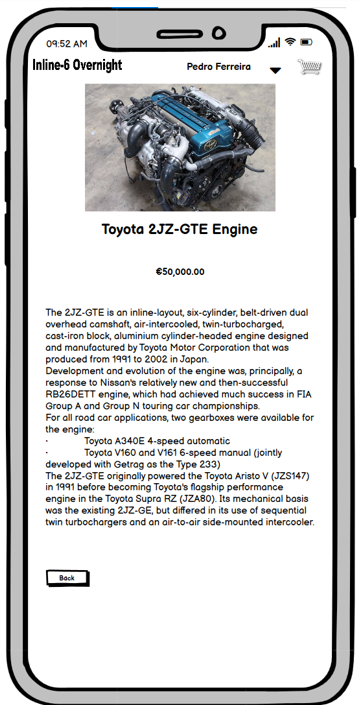 09:52 AM
Inline-6 Overnight
Pedro Ferreira
Toyota 2JZ-GTE Engine
€50,000.00
The 2JZ-GTE is an inline-layout, six-cylinder, belt-driven dual
overhead camshaft, air-intercooled, twin-turbocharged,
cast-iron block, aluminium cylinder-headed engine designed
and manufactured by Toyota Motor Corporation that was
produced from 1991 to 2002 in Japan.
Development and evolution of the engine was, principally, a
response to Nissan's relatively new and then-successful
RB26DETT engine, which had achieved much success in FIA
Group A and Group N touring car championships.
For all road car applications, two gearboxes were available for
the engine:
· Toyota A340E 4-speed automatic
· Toyota V160 and V161 6-speed manual (jointly
developed with Getrag as the Type 233)
The 2JZ-GTE originally powered the Toyota Aristo V (JZS147)
in 1991 before becoming Toyota's flagship performance
engine in the Toyota Supra RZ (JZA80). Its mechanical basis
was the existing 2JZ-GE, but differed in its use of sequential
twin turbochargers and an air-to-air side-mounted intercooler.
Back